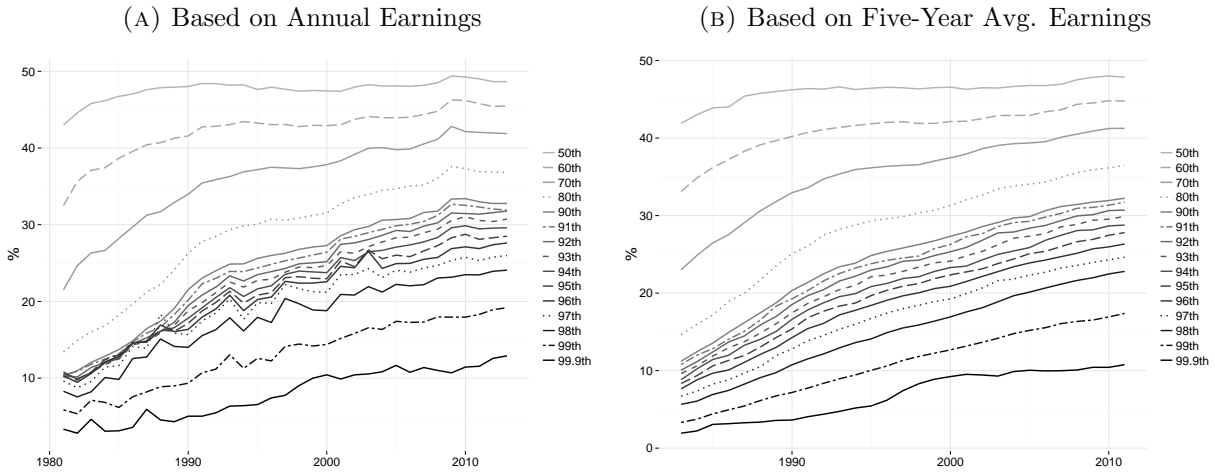 (A) Based on Annual Earnings
50
40
30
20
10
%
1980
1990
2000
2010
50th
60th
70th
80th
90th
91th
92th
93th
94th
95th
96th
97th
98th
99th
99.9th
(B) Based on Five-Year Avg. Earnings
50
40
30
20
10
0
%
1990
2000
2010
50th
60th
70th
80th
90th
91th
92th
93th
94th
95th
96th
97th
98th
99th
99.9th